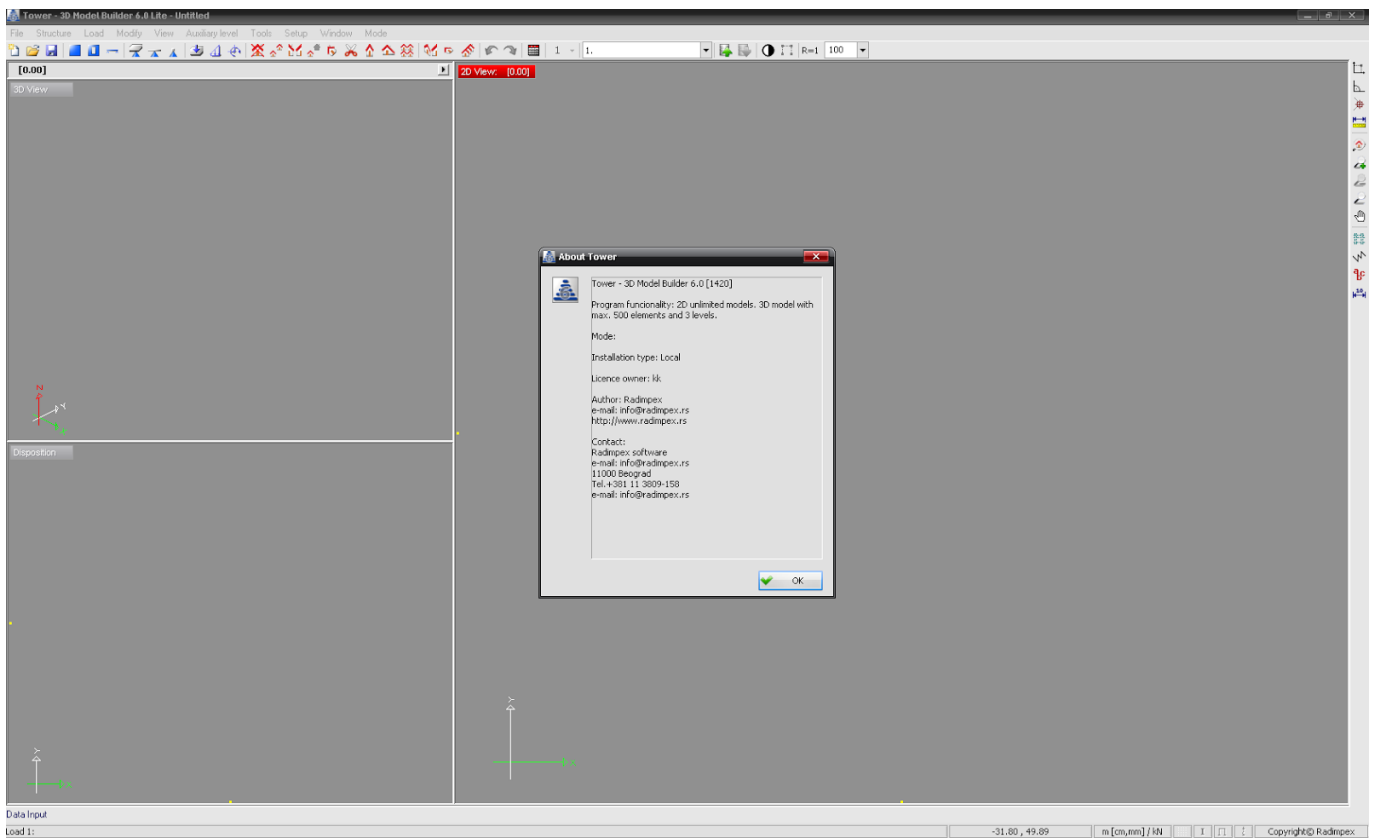 Tower - 3D Model Builder 6.0 Lite - Untitled
File Structure Load Modify View Auxiliary level Tools Setup Window Mode
1 - 1. R=1 100
[0.00]
2D View: [0.00]
3D View
About Tower
Tower - 3D Model Builder 6.0 [1420]
Program funcionality: 2D unlimited models. 3D model with
max. 500 elements and 3 levels.
Mode:
Installation type: Local
Licence owner: kk
Author: Radimpex
e-mail: info@radimpex.rs
http://www.radimpex.rs
Contact:
Radimpex software
e-mail: info@radimpex.rs
11000 Beograd
Tel.+381 11 3809-158
e-mail: info@radimpex.rs
OK
Z
Y
Disposition
Y
X
Y
X
Data Input
Load 1:
-31.80 , 49.89
m [cm,mm] / kN
Copyright© Radimpex